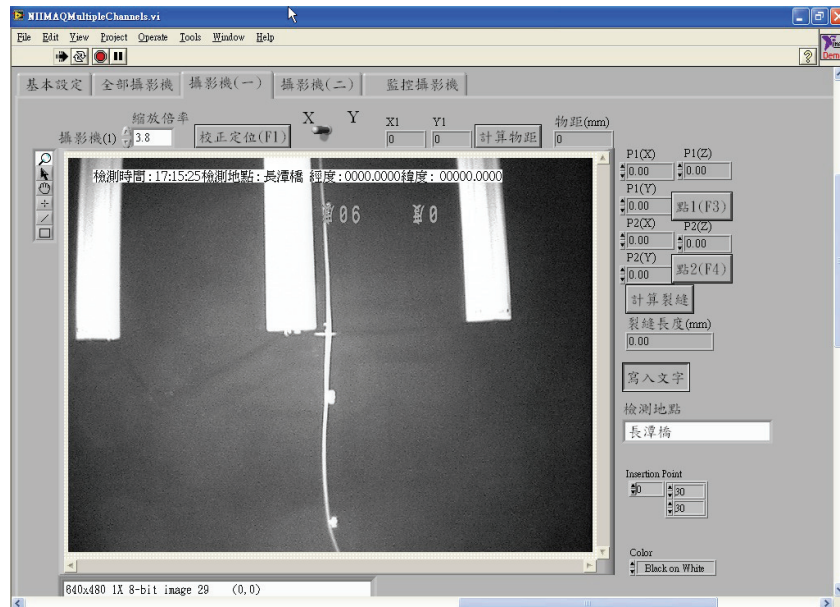 NIIMAQMultipleChannels.vi
File Edit View Project Operate Tools Window Help
基本設定 全部攝影機 攝影機(一) 攝影機(二) 監控攝影機
縮放倍率
攝影機(1) 3.8 校正定位(F1)
X Y
X1 Y1 物距(mm)
0 0 計算物距 0
檢測時間:17:15:25檢測地點:長潭橋 經度:0000.0000緯度: 00000.0000
度06 度0
P1(X) P1(Z)
0.00 0.00
P1(Y)
0.00 點1(F3)
P2(X) P2(Z)
0.00 0.00
P2(Y)
0.00 點2(F4)
計算裂縫
裂縫長度(mm)
0.00
寫入文字
檢測地點
長潭橋
Insertion Point
0 30
30
Color
Black on White
640x480 1X 8-bit image 29 (0,0)